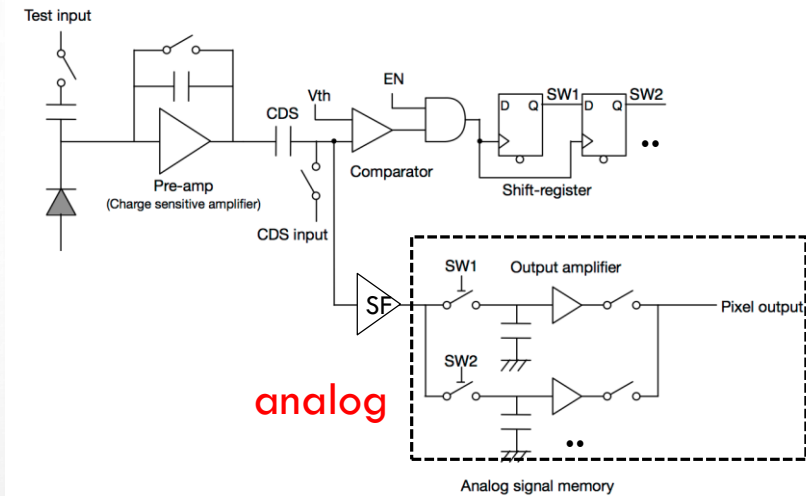 Test input
Pre-amp
(Charge sensitive amplifier)
CDS
CDS input
Vth
EN
Comparator
D Q
SW1
D Q
SW2
••
Shift-register
SF
analog
SW1
Output amplifier
Pixel output
SW2
••
Analog signal memory